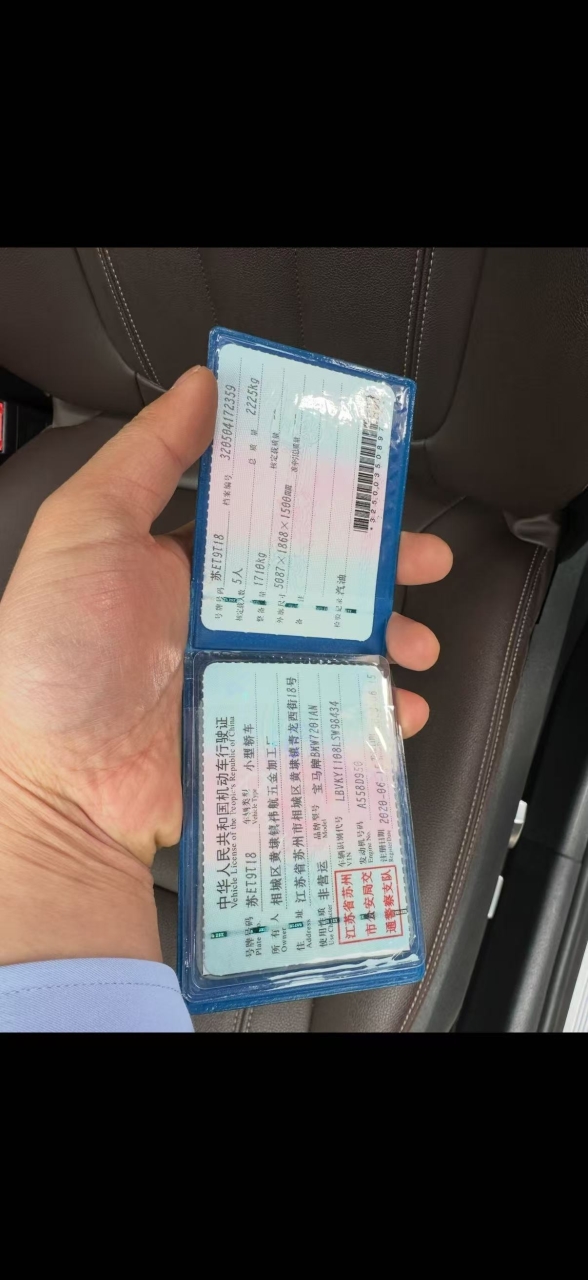 中华人民共和国机动车行驶证
Vehicle License of the People's Republic of China
号牌号码 苏ET9T18 车辆类型 小型轿车
Plate Vehicle Type
所有人 相城区黄埭镇伟航五金加工厂
Owner
住址 江苏省苏州市相城区黄埭镇青龙西街18号
Address
使用性质 非营运 品牌型号 宝马牌BMW7201AN
Use Character Model
江苏省苏州
市公安局交
通警察支队
车辆识别代号 LBVKY1108LSW98434
VIN
发动机号码 A558D950
Engine No.
注册日期 2020-06-
Register Date
号牌号码 苏ET9T18 档案编号 320504172359
核定载人数 5人 总质量 2225kg
整备质量 1710kg 核定载质量
外廓尺寸 5087×1868×1500mm 准牵引总质量
备注
检验记录 汽油